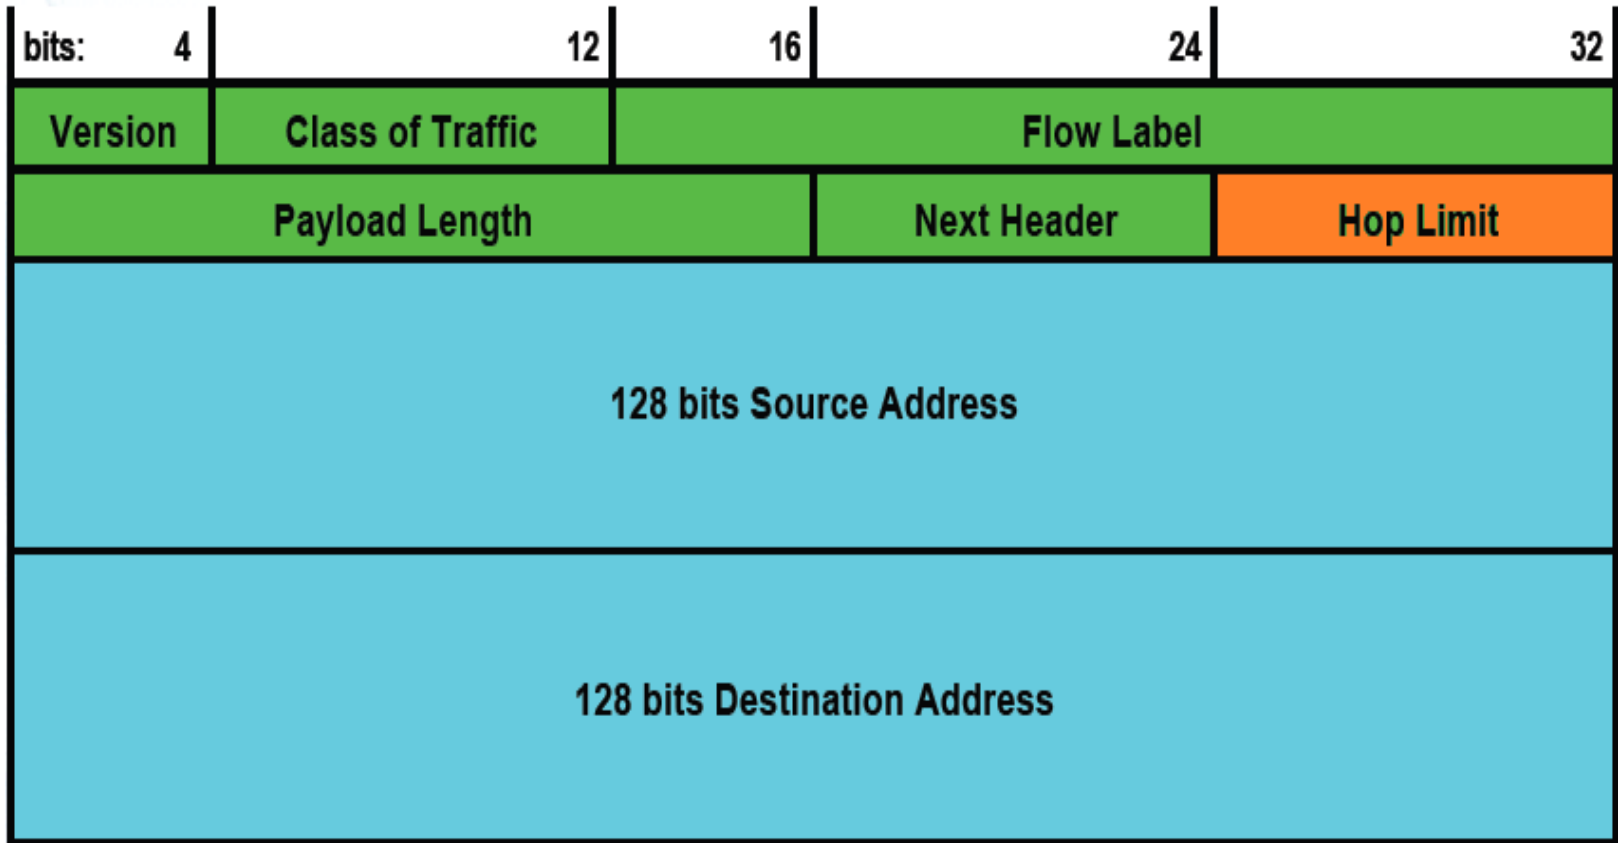 bits: 4 12 16 24 32
Version Class of Traffic Flow Label
Payload Length Next Header Hop Limit
128 bits Source Address
128 bits Destination Address